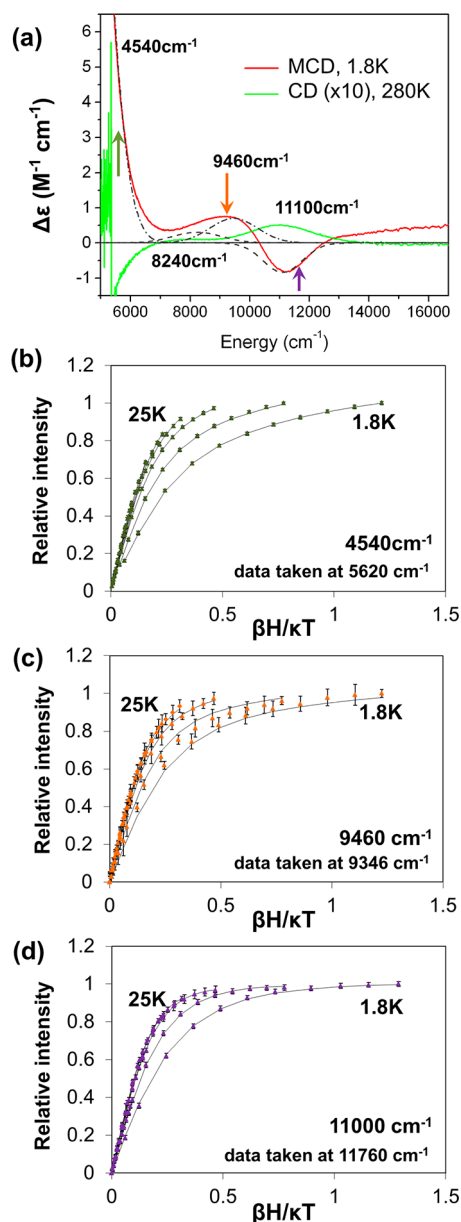 (a)
4540cm⁻¹
MCD, 1.8K
CD (x10), 280K
9460cm⁻¹
11100cm⁻¹
8240cm⁻¹
Δε (M⁻¹ cm⁻¹)
6
5
4
3
2
1
0
-1
6000 8000 10000 12000 14000 16000
Energy (cm⁻¹)
(b)
Relative intensity
1.2
1
0.8
0.6
0.4
0.2
0
25K
1.8K
4540cm⁻¹
data taken at 5620 cm⁻¹
0 0.5 1 1.5
βH/κT
(c)
Relative intensity
1.2
1
0.8
0.6
0.4
0.2
0
25K
1.8K
9460 cm⁻¹
data taken at 9346 cm⁻¹
0 0.5 1 1.5
βH/κT
(d)
Relative intensity
1.2
1
0.8
0.6
0.4
0.2
0
25K
1.8K
11000 cm⁻¹
data taken at 11760 cm⁻¹
0 0.5 1 1.5
βH/κT